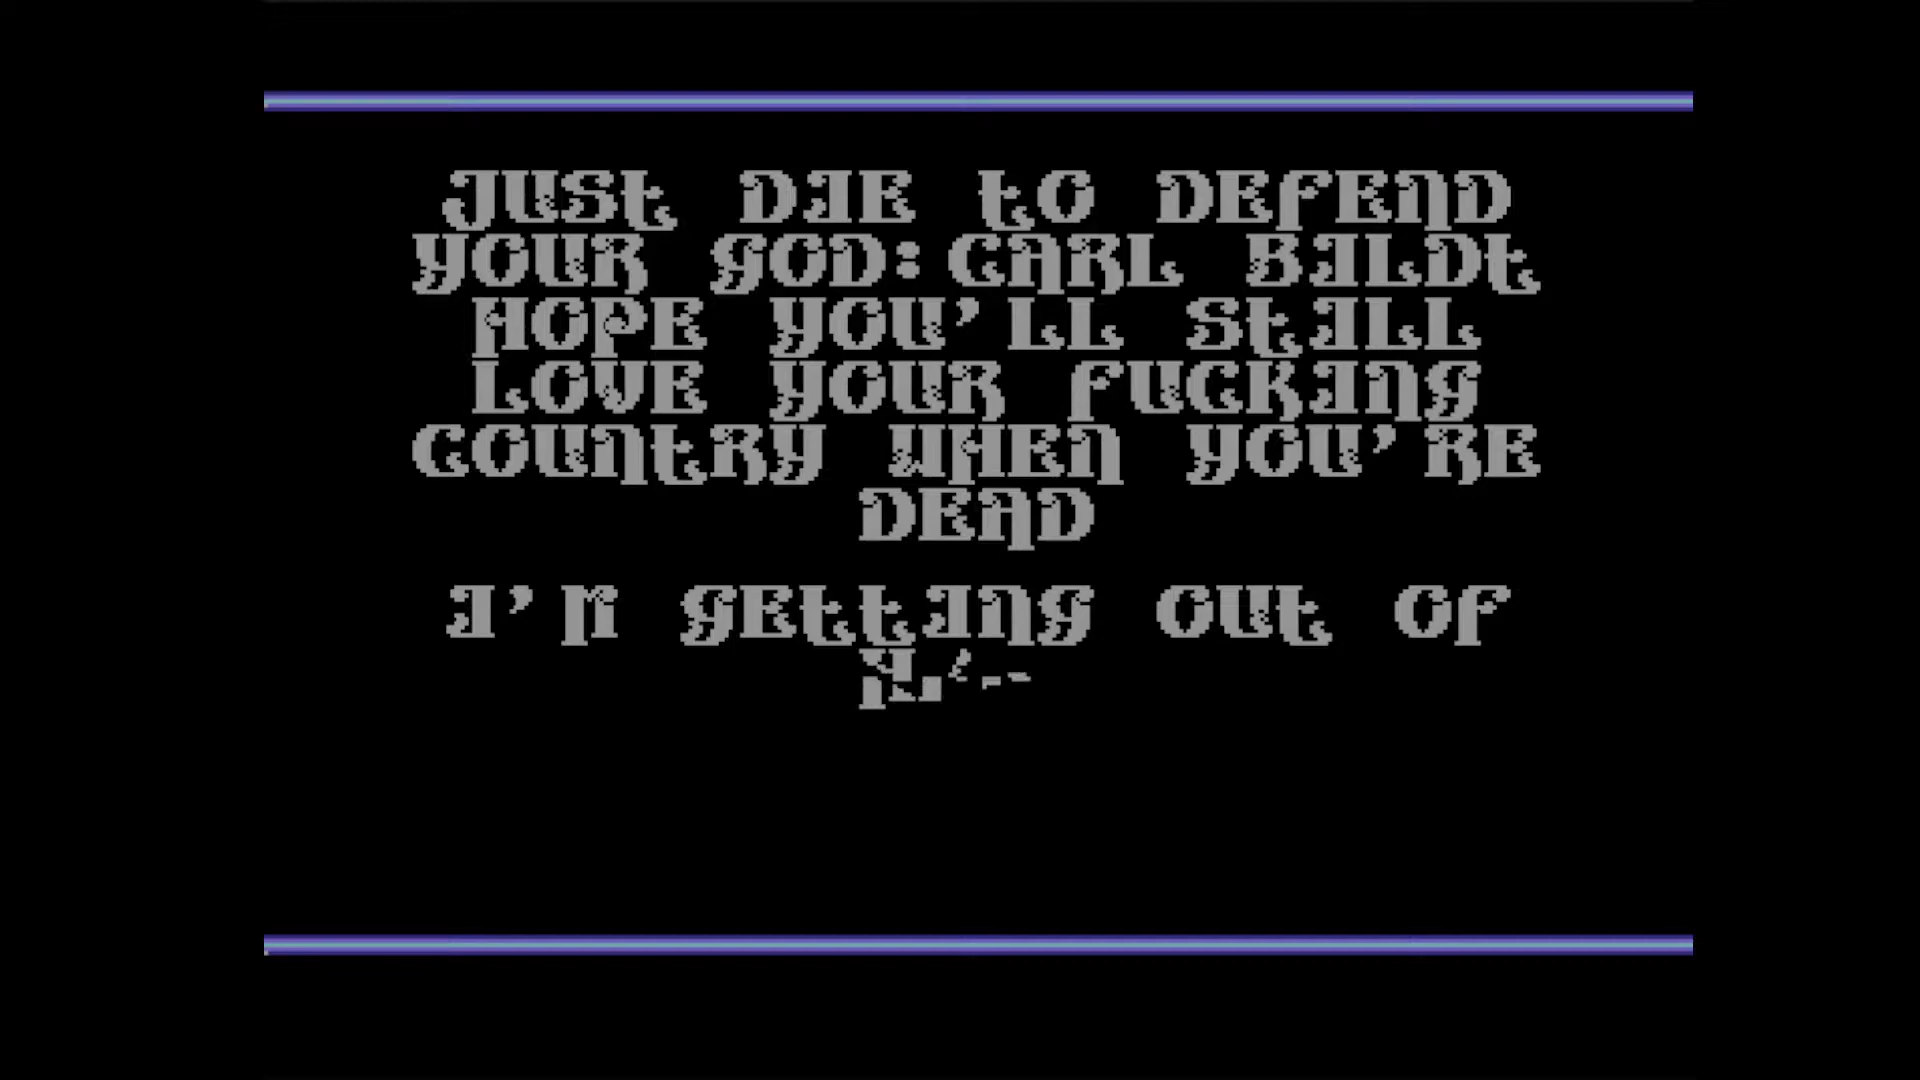 JUST DIE TO DEFEND
YOUR GOD:CARL BILDT
HOPE YOU'LL STILL
LOVE YOUR FUCKING
COUNTRY WHEN YOU'RE
DEAD
I'M GETTING OUT OF